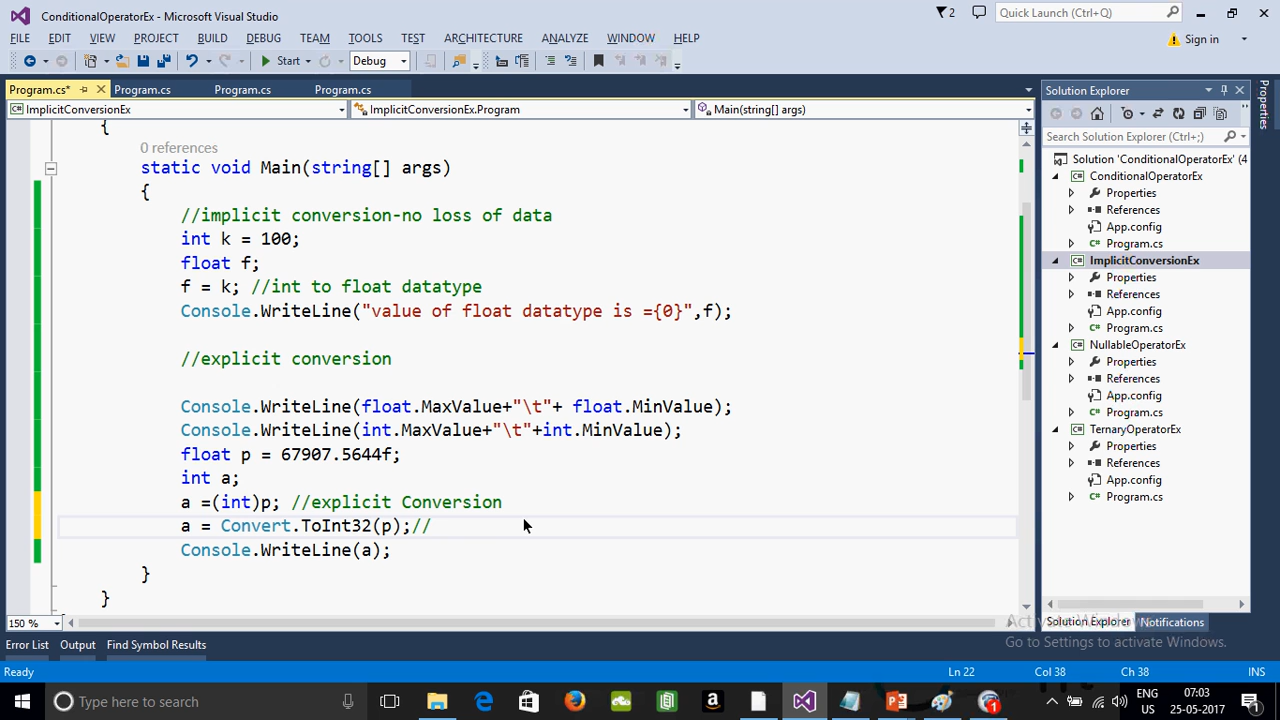 ConditionalOperatorEx - Microsoft Visual Studio
2
Quick Launch (Ctrl+Q)
FILE EDIT VIEW PROJECT BUILD DEBUG TEAM TOOLS TEST ARCHITECTURE ANALYZE WINDOW HELP
Sign in
Start
Debug
Program.cs*
Program.cs
Program.cs
Program.cs
ImplicitConversionEx
ImplicitConversionEx.Program
Main(string[] args)
{
0 references
static void Main(string[] args)
{
//implicit conversion-no loss of data
int k = 100;
float f;
f = k; //int to float datatype
Console.WriteLine("value of float datatype is ={0}",f);
//explicit conversion
Console.WriteLine(float.MaxValue+"\t"+ float.MinValue);
Console.WriteLine(int.MaxValue+"\t"+int.MinValue);
float p = 67907.5644f;
int a;
a =(int)p; //explicit Conversion
a = Convert.ToInt32(p);//
Console.WriteLine(a);
}
}
150 %
Solution Explorer
Search Solution Explorer (Ctrl+;)
Solution 'ConditionalOperatorEx' (4
ConditionalOperatorEx
Properties
References
App.config
Program.cs
ImplicitConversionEx
Properties
References
App.config
Program.cs
NullableOperatorEx
Properties
References
App.config
Program.cs
TernaryOperatorEx
Properties
References
App.config
Program.cs
Properties
Solution Explorer
Notifications
Activate Windows
Go to Settings to activate Windows.
Error List
Output
Find Symbol Results
Ready
Ln 22
Col 38
Ch 38
INS
Type here to search
ENG
US
07:03
25-05-2017